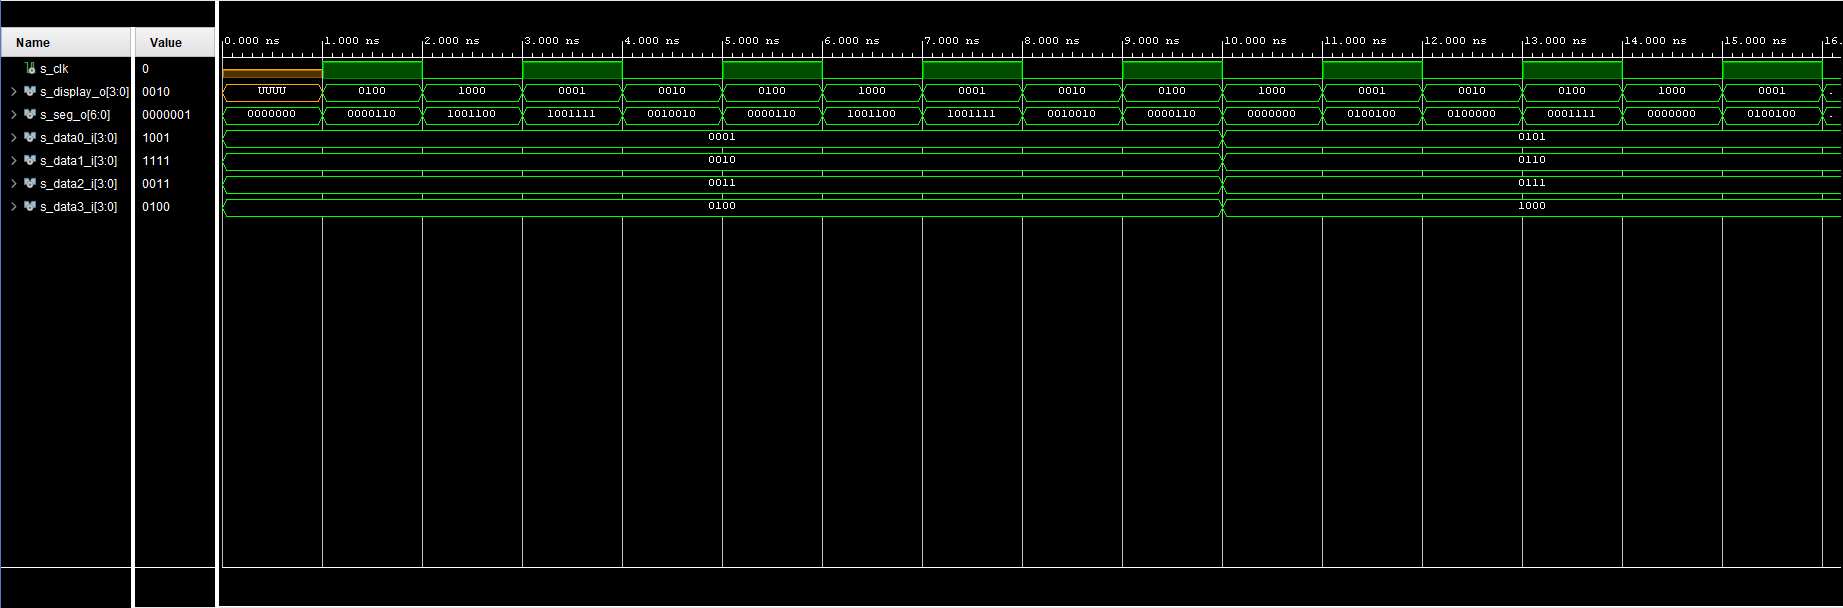 Name Value 0.000 ns 1.000 ns 2.000 ns 3.000 ns 4.000 ns 5.000 ns 6.000 ns 7.000 ns 8.000 ns 9.000 ns 10.000 ns 11.000 ns 12.000 ns 13.000 ns 14.000 ns 15.000 ns 16.
s_clk 0
s_display_o[3:0] 0010 UUUU 0100 1000 0001 0010 0100 1000 0001 0010 0100 1000 0001 0010 0100 1000 0001 .
s_seg_o[6:0] 0000001 0000000 0000110 1001100 1001111 0010010 0000110 1001100 1001111 0010010 0000110 0000000 0100100 0100000 0001111 0000000 0100100 .
s_data0_i[3:0] 1001 0001 0101
s_data1_i[3:0] 1111 0010 0110
s_data2_i[3:0] 0011 0011 0111
s_data3_i[3:0] 0100 0100 1000